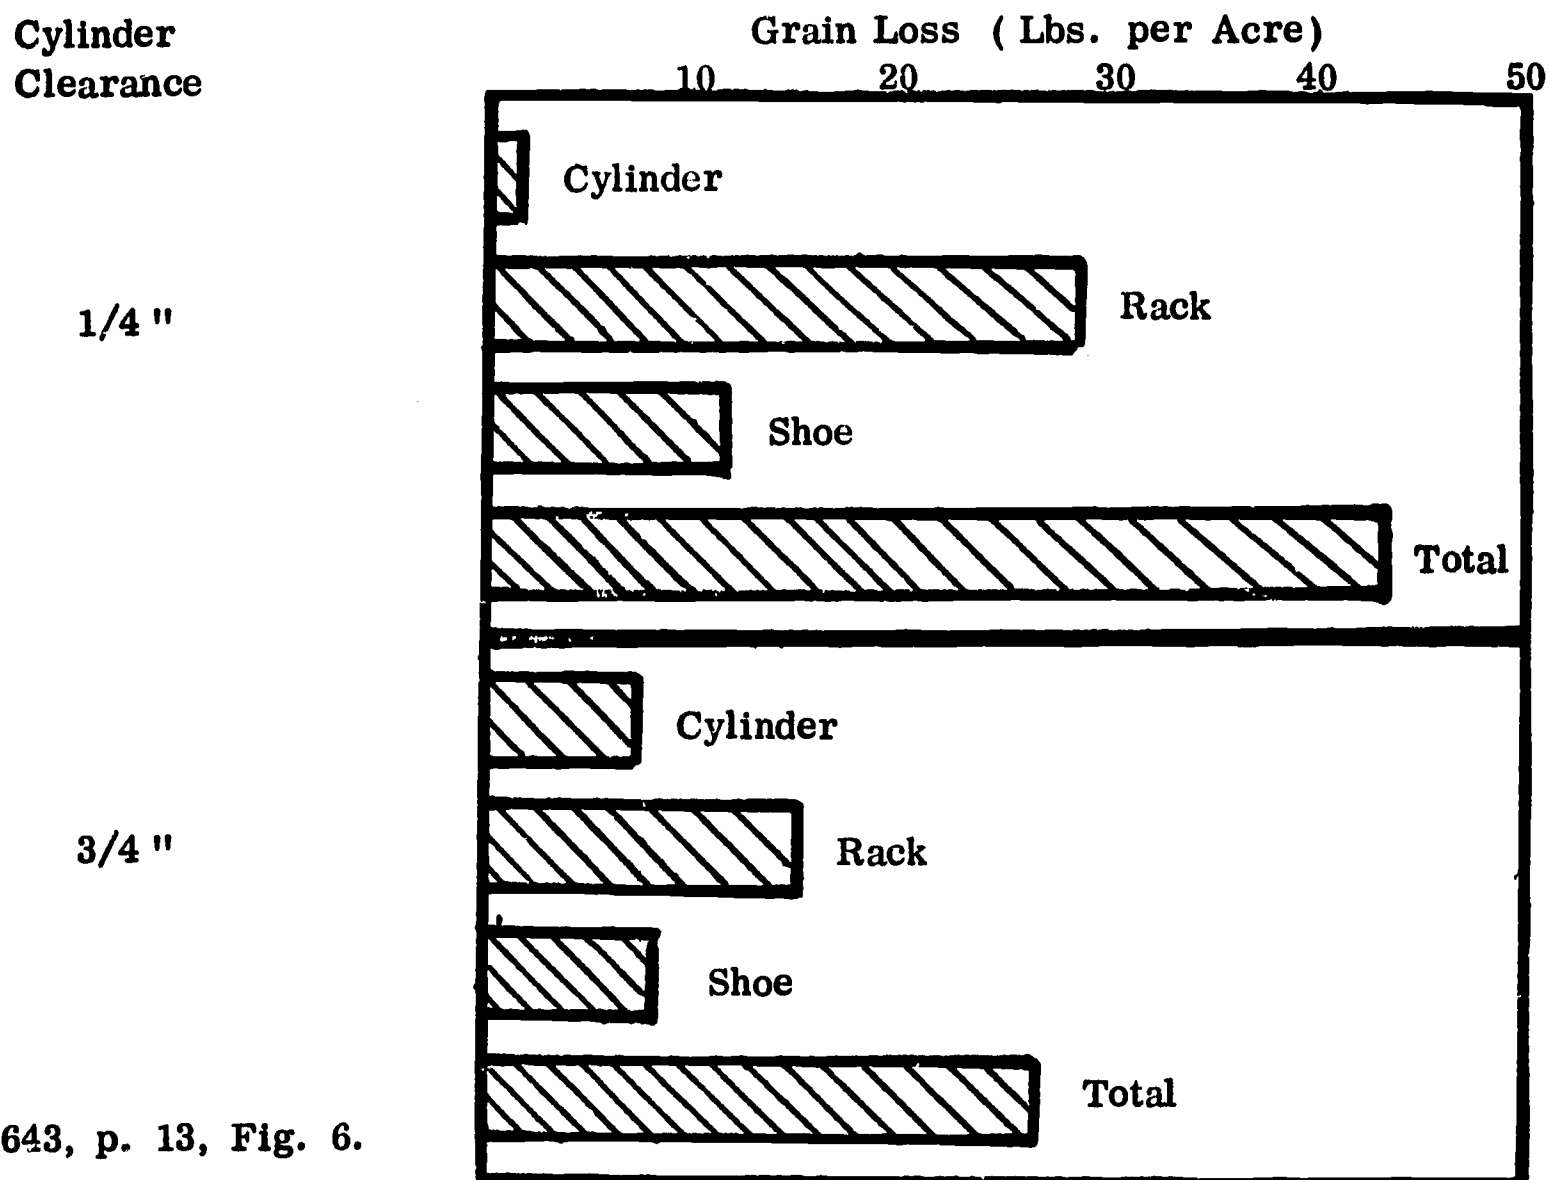 Cylinder
Clearance
Grain Loss ( Lbs. per Acre)
10 20 30 40 50
Cylinder
1/4 "
Rack
Shoe
Total
Cylinder
3/4 "
Rack
Shoe
Total
643, p. 13, Fig. 6.